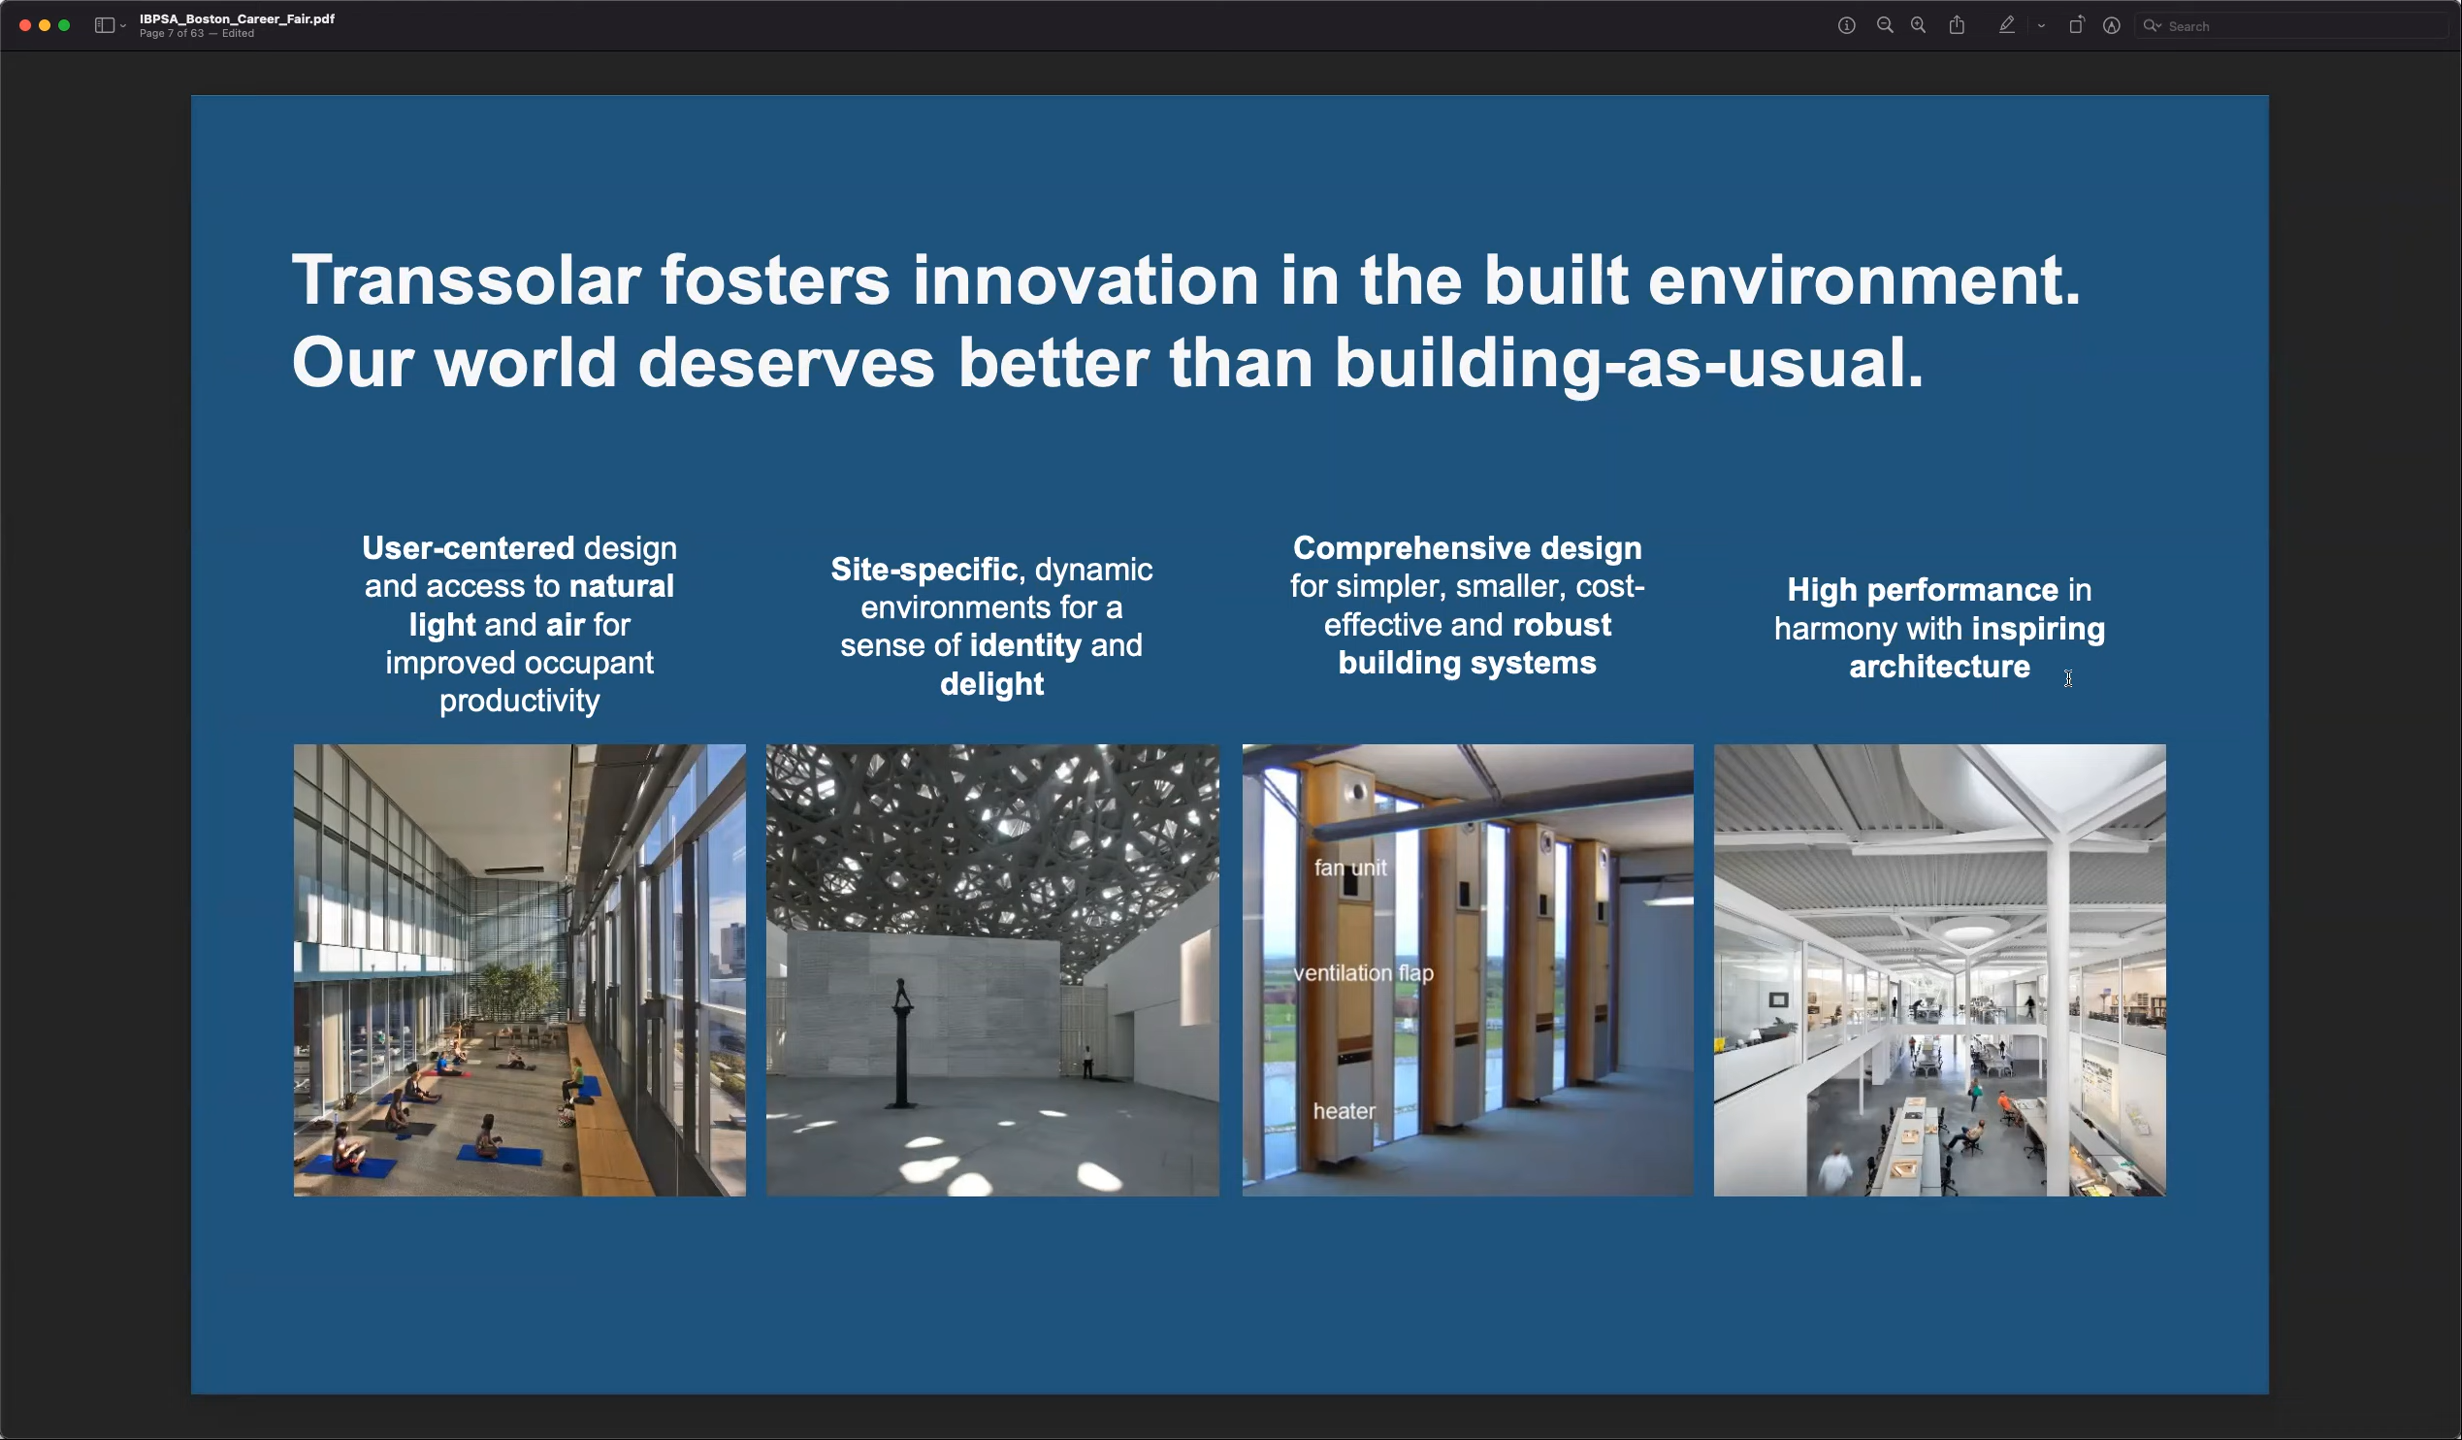 IBPSA_Boston_Career_Fair.pdf
Page 7 of 63 — Edited
Search
Transsolar fosters innovation in the built environment.
Our world deserves better than building-as-usual.
User-centered design
and access to natural
light and air for
improved occupant
productivity
Site-specific, dynamic
environments for a
sense of identity and
delight
Comprehensive design
for simpler, smaller, cost-
effective and robust
building systems
High performance in
harmony with inspiring
architecture
fan unit
ventilation flap
heater